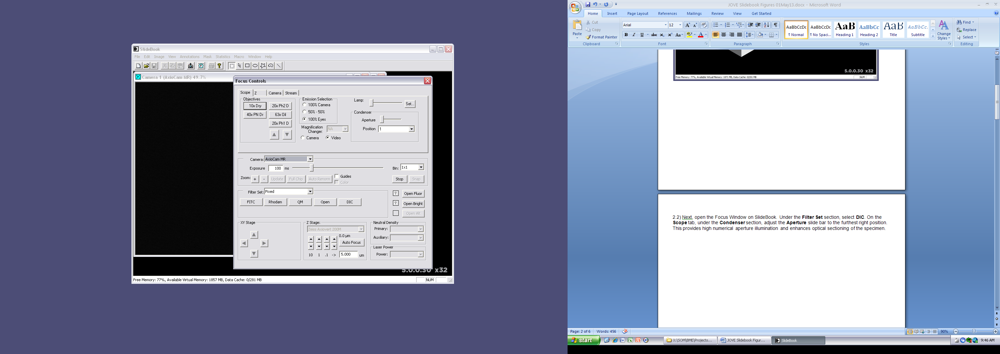 SlideBook
File Edit Image View Annotations Mask Statistics Macro Window Help
Camera 1 (AxioCam MR) 49.7%
Focus Controls
Scope Z Camera Stream
Objectives
10x Dry 20x Ph2 D
40x PN Dr 63x Oil
20x Ph1 D
Emission Selection
100% Camera
50% - 50%
100% Eyes
Magnification
Changer: NA
Camera Video
Lamp: Set...
Condenser
Aperture
Position 1
Camera: AxioCam MR
Exposure 100 ms
Bin: 1x1
Zoom: + - Update Full Chip Auto Renorm
Guides
Color
Stop Snap
Filter Set: Fixed
FITC Rhodam QM Open DIC
Open Fluor
Open Bright
Open Alt
XY Stage
Z Stage:
Zeiss Axiovert 200M
0.0 µm
Auto Focus
10 1 .1 -> 5.000 um
Neutral Density
Primary:
Auxiliary:
Laser Power
Power:
5.0.0.30 x32
Free Memory: 77%, Available Virtual Memory: 1857 MB, Data Cache: 0/281 MB
NUM
JOVE Slidebook Figures 01May13.docx - Microsoft Word
Home Insert Page Layout References Mailings Review View Get Started
Paste
Cut
Copy
Format Painter
Clipboard
Arial 12
Font
Paragraph
AaBbCcDc AaBbCcDc AaB AaBbCc AaB AaBbCc.
¶ Normal ¶ No Spaci... Heading 1 Heading 2 Title Subtitle
Change
Styles
Styles
Find
Replace
Select
Editing
5.0.0.30 x32
Free Memory: 77%, Available Virtual Memory: 1871 MB, Data Cache: 0/281 MB
NUM
2.2) Next, open the Focus Window on SlideBook. Under the Filter Set section, select DIC. On the
Scope tab, under the Condenser section, adjust the Aperture slide bar to the furthest right position.
This provides high numerical aperture illumination and enhances optical sectioning of the specimen.
Page: 2 of 6 Words: 456
90%
start
X:\SOM\BME\Projects...
JOVE Slidebook Figur...
SlideBook
9:46 AM